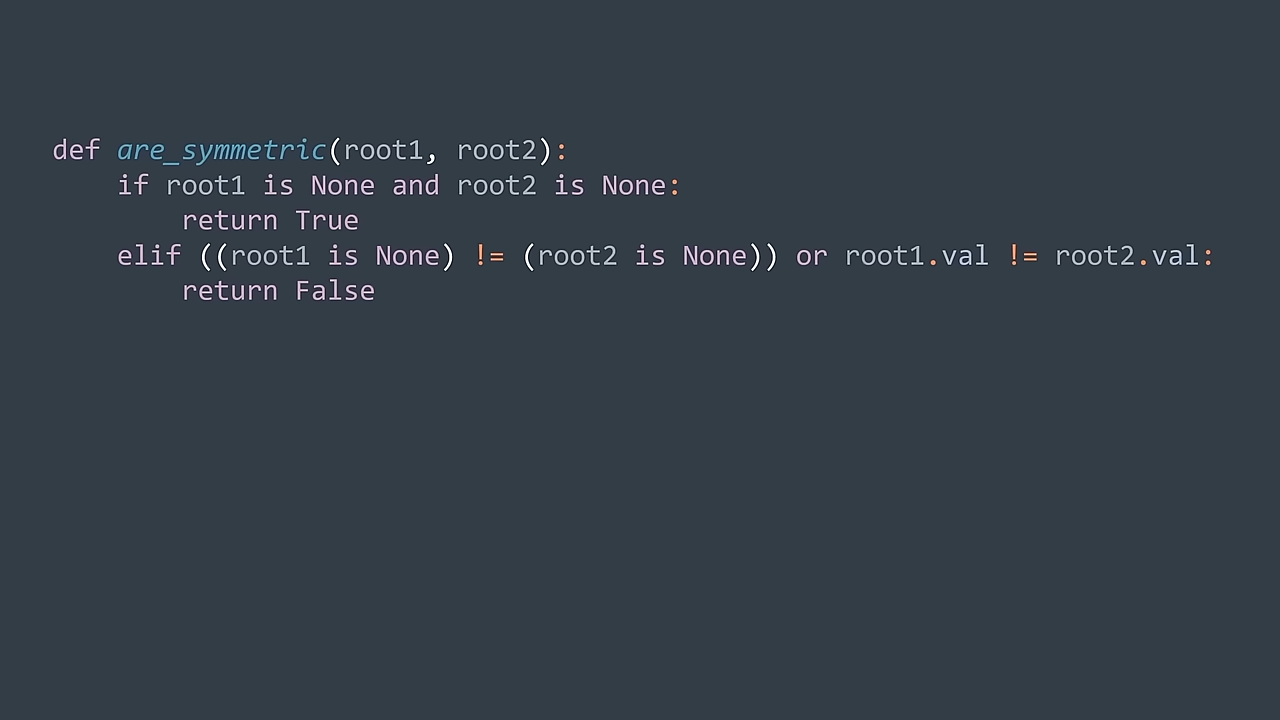 def are_symmetric(root1, root2):
    if root1 is None and root2 is None:
        return True
    elif ((root1 is None) != (root2 is None)) or root1.val != root2.val:
        return False